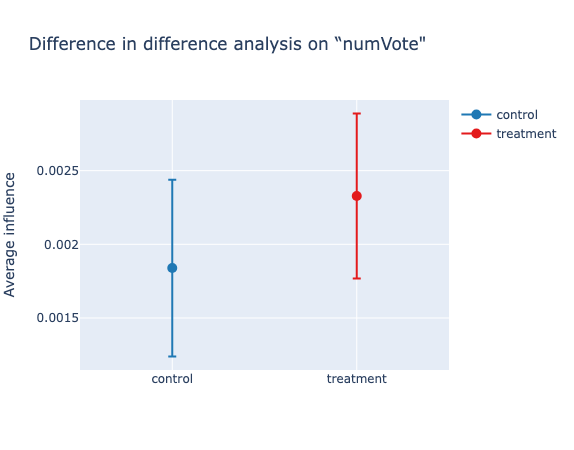 Difference in difference analysis on “numVote"
control
treatment
Average influence
0.0025
0.002
0.0015
control
treatment